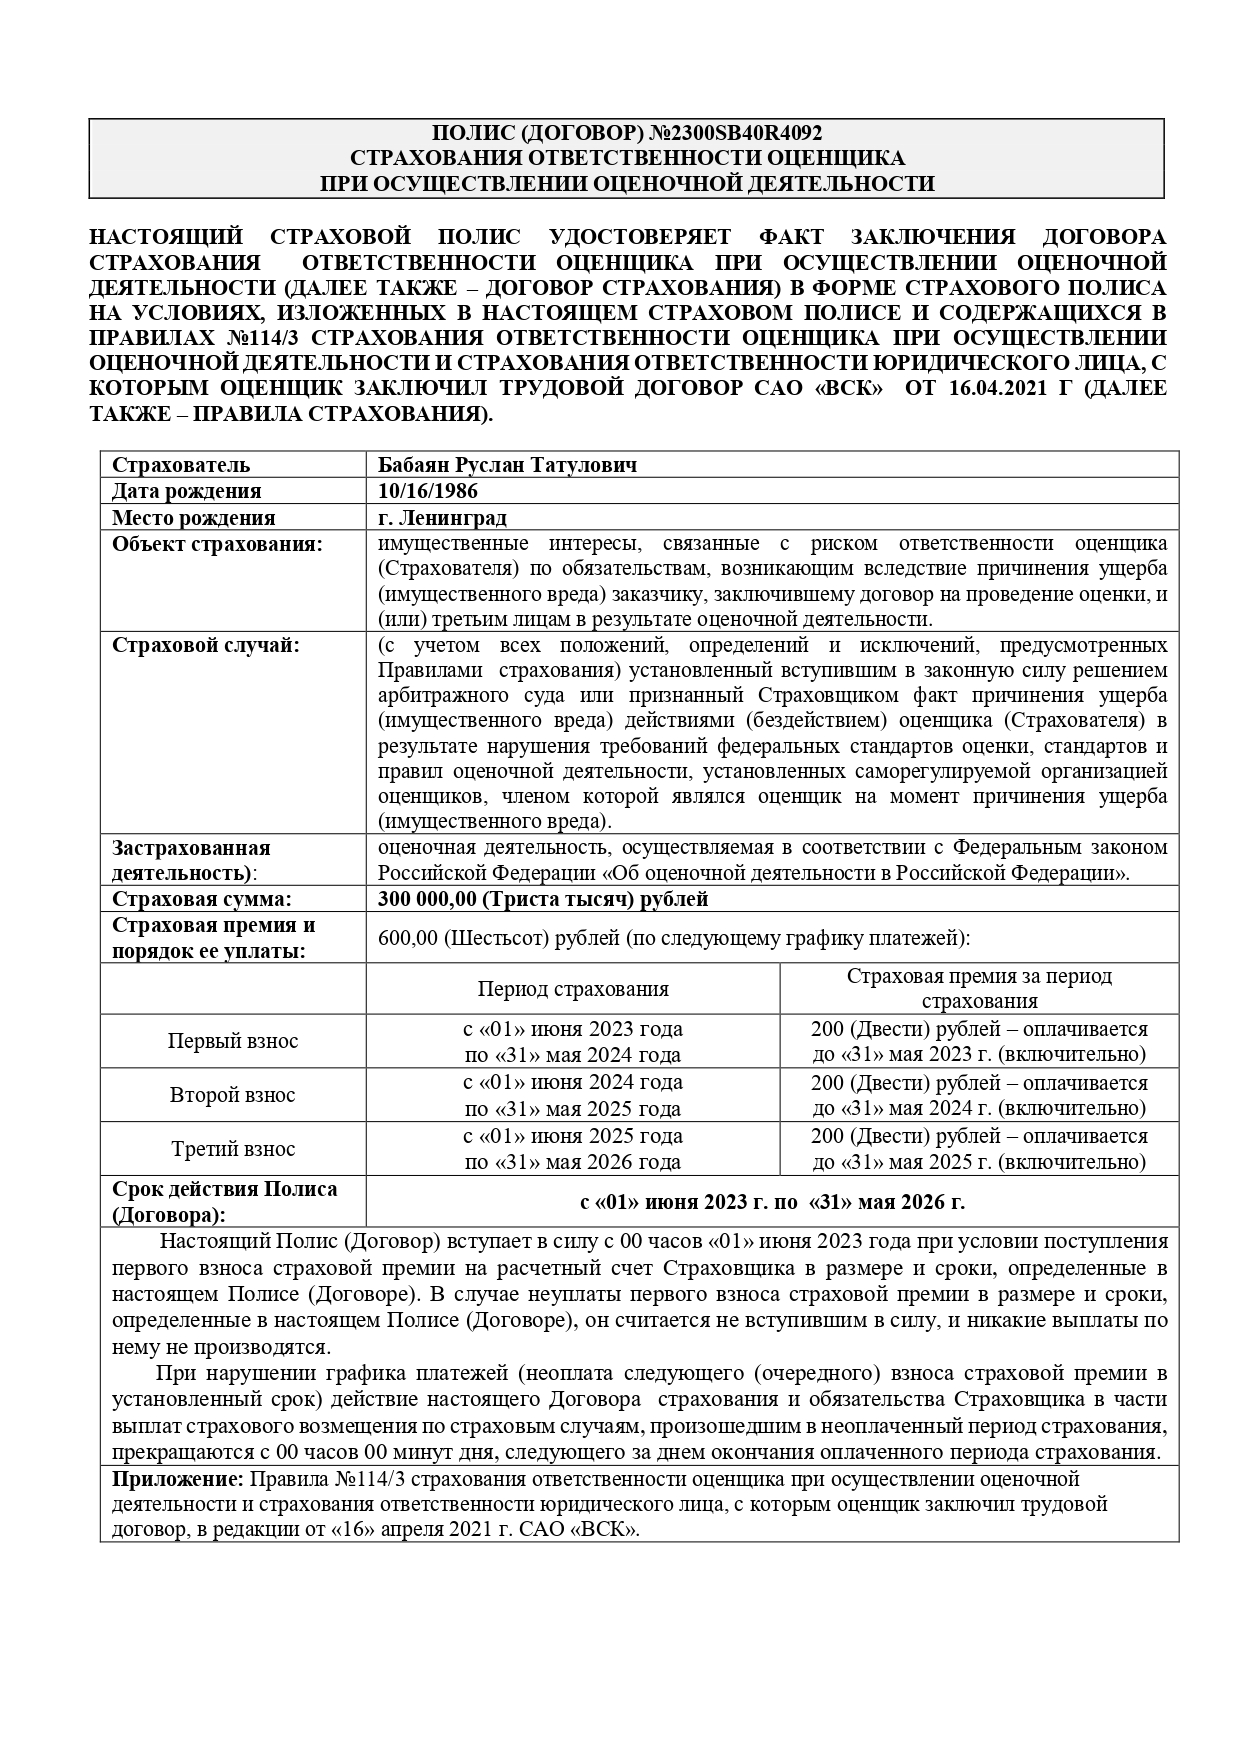 ПОЛИС (ДОГОВОР) №2300SB40R4092
СТРАХОВАНИЯ ОТВЕТСТВЕННОСТИ ОЦЕНЩИКА
ПРИ ОСУЩЕСТВЛЕНИИ ОЦЕНОЧНОЙ ДЕЯТЕЛЬНОСТИ
НАСТОЯЩИЙ СТРАХОВОЙ ПОЛИС УДОСТОВЕРЯЕТ ФАКТ ЗАКЛЮЧЕНИЯ ДОГОВОРА
СТРАХОВАНИЯ ОТВЕТСТВЕННОСТИ ОЦЕНЩИКА ПРИ ОСУЩЕСТВЛЕНИИ ОЦЕНОЧНОЙ
ДЕЯТЕЛЬНОСТИ (ДАЛЕЕ ТАКЖЕ – ДОГОВОР СТРАХОВАНИЯ) В ФОРМЕ СТРАХОВОГО ПОЛИСА
НА УСЛОВИЯХ, ИЗЛОЖЕННЫХ В НАСТОЯЩЕМ СТРАХОВОМ ПОЛИСЕ И СОДЕРЖАЩИХСЯ В
ПРАВИЛАХ №114/3 СТРАХОВАНИЯ ОТВЕТСТВЕННОСТИ ОЦЕНЩИКА ПРИ ОСУЩЕСТВЛЕНИИ
ОЦЕНОЧНОЙ ДЕЯТЕЛЬНОСТИ И СТРАХОВАНИЯ ОТВЕТСТВЕННОСТИ ЮРИДИЧЕСКОГО ЛИЦА, С
КОТОРЫМ ОЦЕНЩИК ЗАКЛЮЧИЛ ТРУДОВОЙ ДОГОВОР САО «ВСК» ОТ 16.04.2021 Г (ДАЛЕЕ
ТАКЖЕ – ПРАВИЛА СТРАХОВАНИЯ).
Страхователь Бабаян Руслан Татулович
Дата рождения 10/16/1986
Место рождения г. Ленинград
Объект страхования: имущественные интересы, связанные с риском ответственности оценщика
(Страхователя) по обязательствам, возникающим вследствие причинения ущерба
(имущественного вреда) заказчику, заключившему договор на проведение оценки, и
(или) третьим лицам в результате оценочной деятельности.
Страховой случай: (с учетом всех положений, определений и исключений, предусмотренных
Правилами страхования) установленный вступившим в законную силу решением
арбитражного суда или признанный Страховщиком факт причинения ущерба
(имущественного вреда) действиями (бездействием) оценщика (Страхователя) в
результате нарушения требований федеральных стандартов оценки, стандартов и
правил оценочной деятельности, установленных саморегулируемой организацией
оценщиков, членом которой являлся оценщик на момент причинения ущерба
(имущественного вреда).
Застрахованная
деятельность):
оценочная деятельность, осуществляемая в соответствии с Федеральным законом
Российской Федерации «Об оценочной деятельности в Российской Федерации».
Страховая сумма: 300 000,00 (Триста тысяч) рублей
Страховая премия и
порядок ее уплаты:
600,00 (Шестьсот) рублей (по следующему графику платежей):
Период страхования
Страховая премия за период
страхования
Первый взнос
с «01» июня 2023 года
по «31» мая 2024 года
200 (Двести) рублей – оплачивается
до «31» мая 2023 г. (включительно)
Второй взнос
с «01» июня 2024 года
по «31» мая 2025 года
200 (Двести) рублей – оплачивается
до «31» мая 2024 г. (включительно)
Третий взнос
с «01» июня 2025 года
по «31» мая 2026 года
200 (Двести) рублей – оплачивается
до «31» мая 2025 г. (включительно)
Срок действия Полиса
(Договора):
с «01» июня 2023 г. по «31» мая 2026 г.
Настоящий Полис (Договор) вступает в силу с 00 часов «01» июня 2023 года при условии поступления
первого взноса страховой премии на расчетный счет Страховщика в размере и сроки, определенные в
настоящем Полисе (Договоре). В случае неуплаты первого взноса страховой премии в размере и сроки,
определенные в настоящем Полисе (Договоре), он считается не вступившим в силу, и никакие выплаты по
нему не производятся.
При нарушении графика платежей (неоплата следующего (очередного) взноса страховой премии в
установленный срок) действие настоящего Договора страхования и обязательства Страховщика в части
выплат страхового возмещения по страховым случаям, произошедшим в неоплаченный период страхования,
прекращаются с 00 часов 00 минут дня, следующего за днем окончания оплаченного периода страхования.
Приложение: Правила №114/3 страхования ответственности оценщика при осуществлении оценочной
деятельности и страхования ответственности юридического лица, с которым оценщик заключил трудовой
договор, в редакции от «16» апреля 2021 г. САО «ВСК».